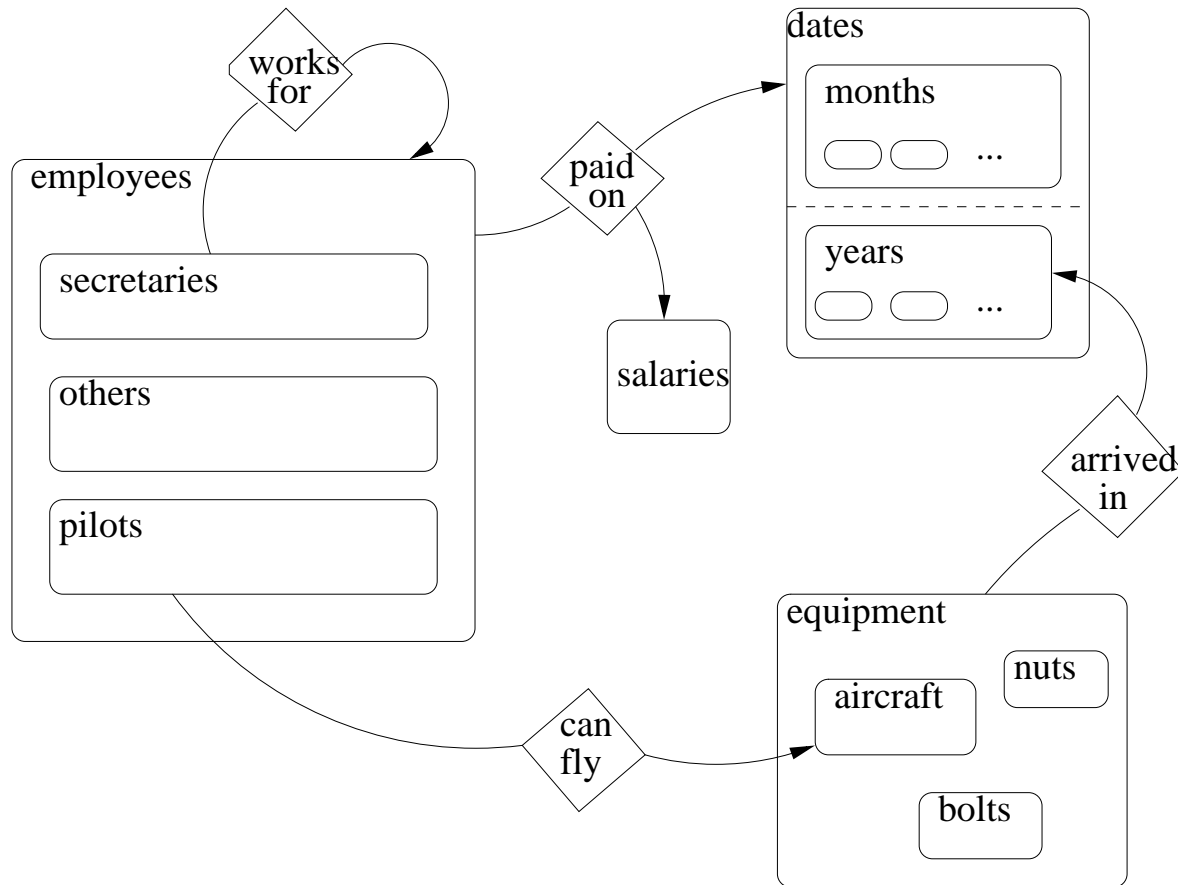 works
for
dates
months
...
paid
on
employees
years
...
secretaries
salaries
others
arrived
in
pilots
equipment
nuts
aircraft
can
fly
bolts